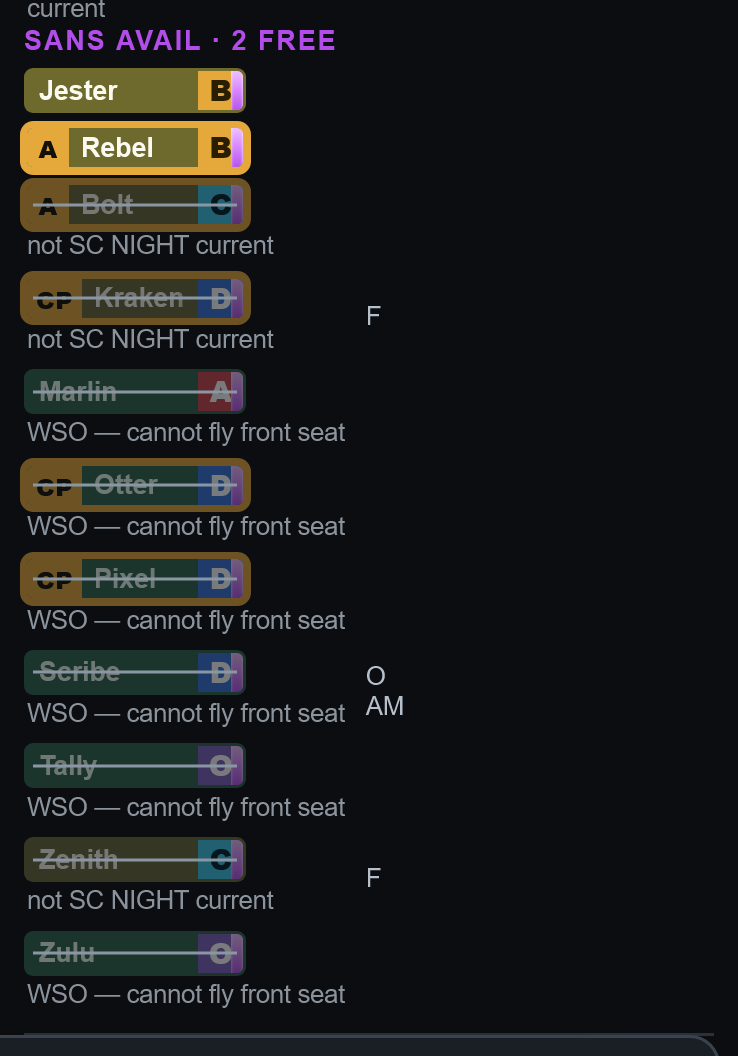 current
SANS AVAIL · 2 FREE
Jester B
A Rebel B
A Bolt C
not SC NIGHT current
CP Kraken D
F
not SC NIGHT current
Marlin A
WSO — cannot fly front seat
CP Otter D
WSO — cannot fly front seat
CP Pixel D
WSO — cannot fly front seat
Scribe D
O
AM
WSO — cannot fly front seat
Tally O
WSO — cannot fly front seat
Zenith C
F
not SC NIGHT current
Zulu O
WSO — cannot fly front seat